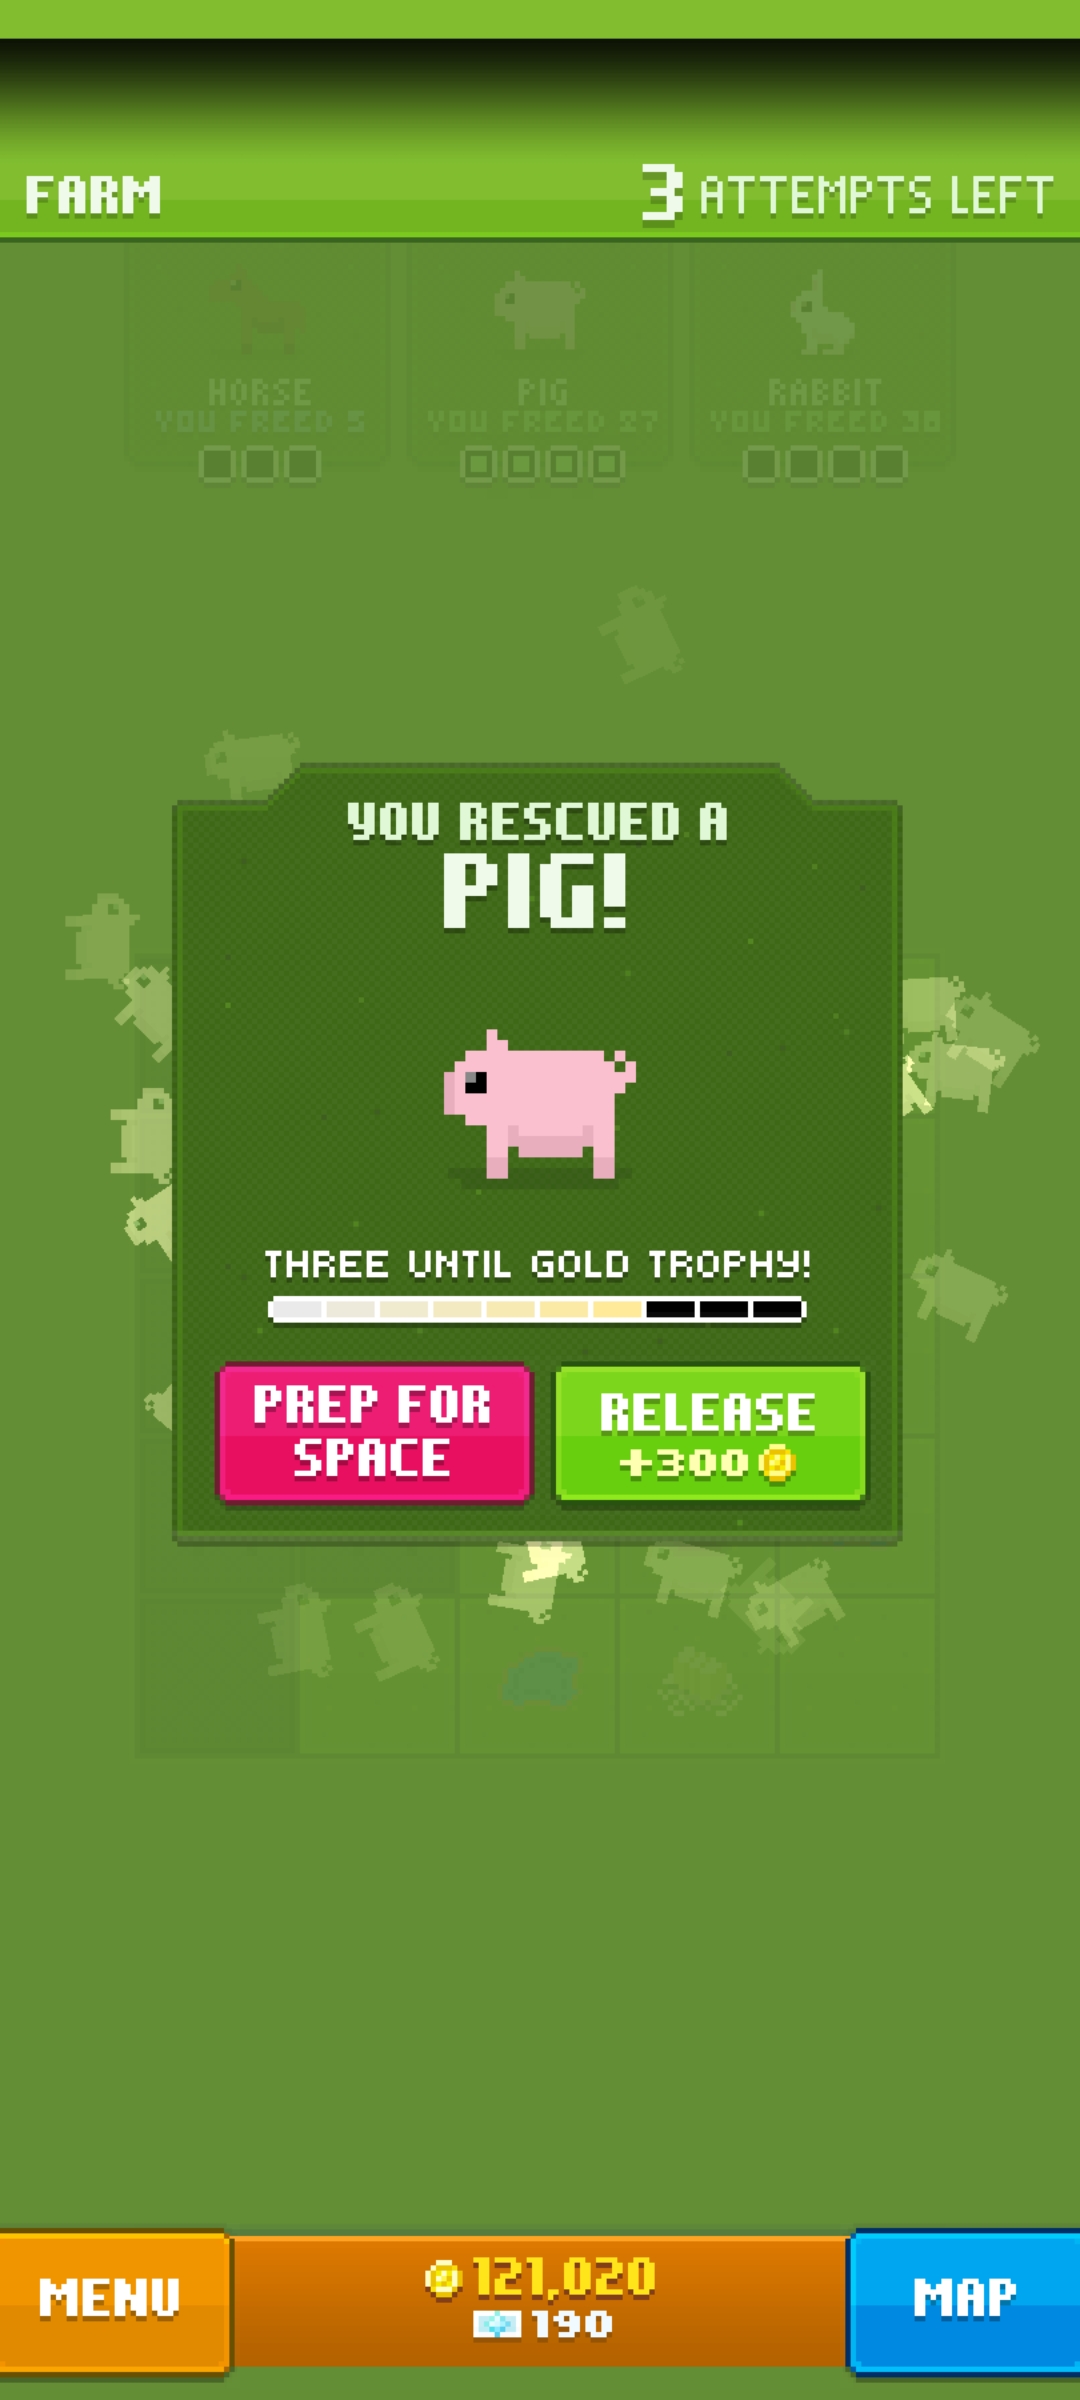 FARM
3 ATTEMPTS LEFT
HORSE
YOU FREED 5
PIG
YOU FREED 27
RABBIT
YOU FREED 38
YOU RESCUED A
PIG!
THREE UNTIL GOLD TROPHY!
PREP FOR
SPACE
RELEASE
+300
MENU
121,020
190
MAP